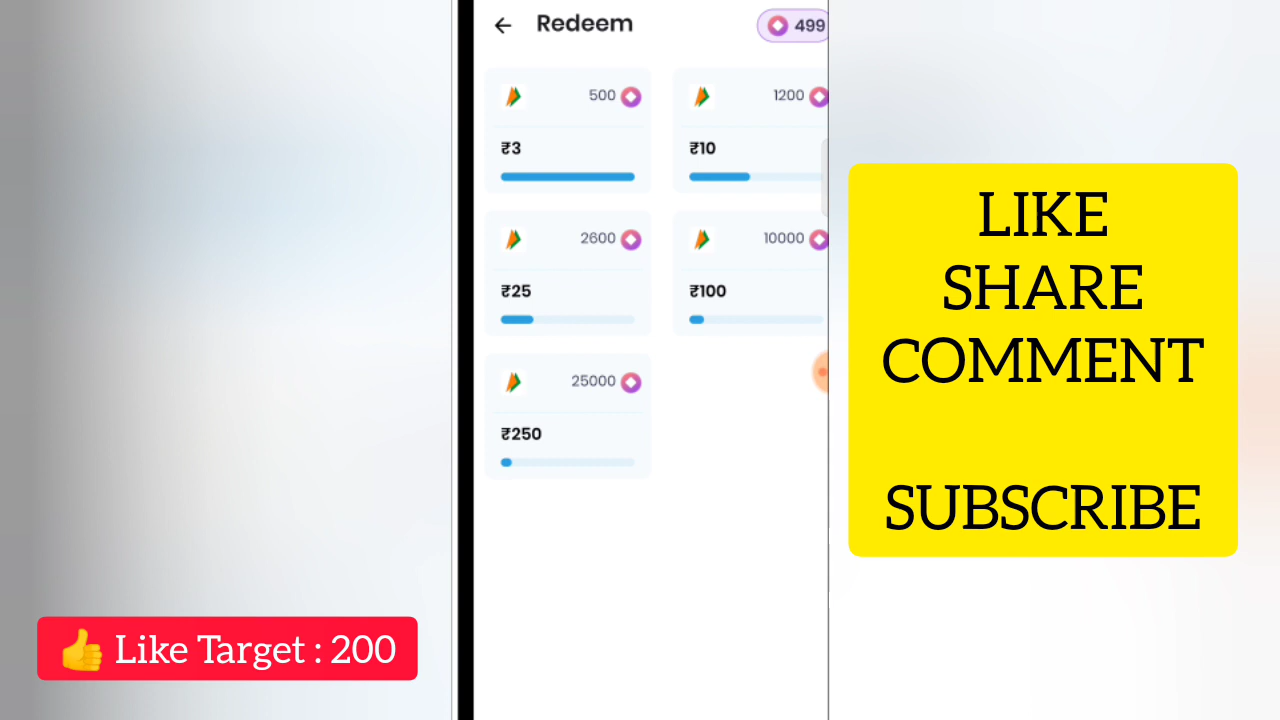 Redeem
499
500
1200
₹3
₹10
2600
10000
₹25
₹100
25000
₹250
LIKE
SHARE
COMMENT
SUBSCRIBE
👍 Like Target : 200